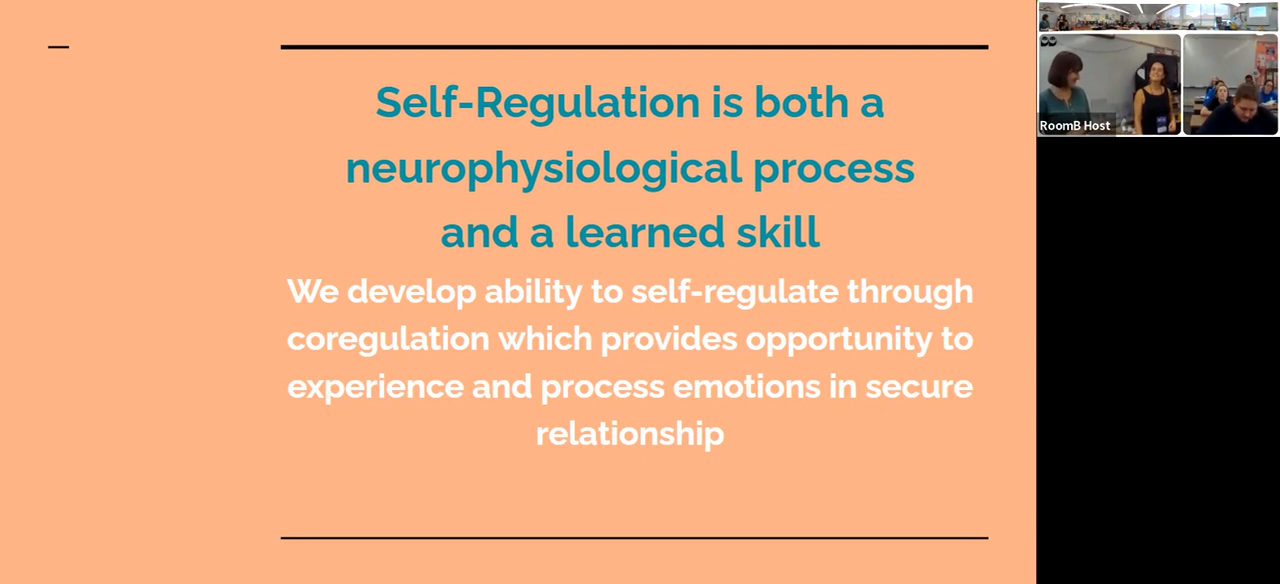 Self-Regulation is both a
neurophysiological process
and a learned skill
We develop ability to self-regulate through
coregulation which provides opportunity to
experience and process emotions in secure
relationship
RoomB Host